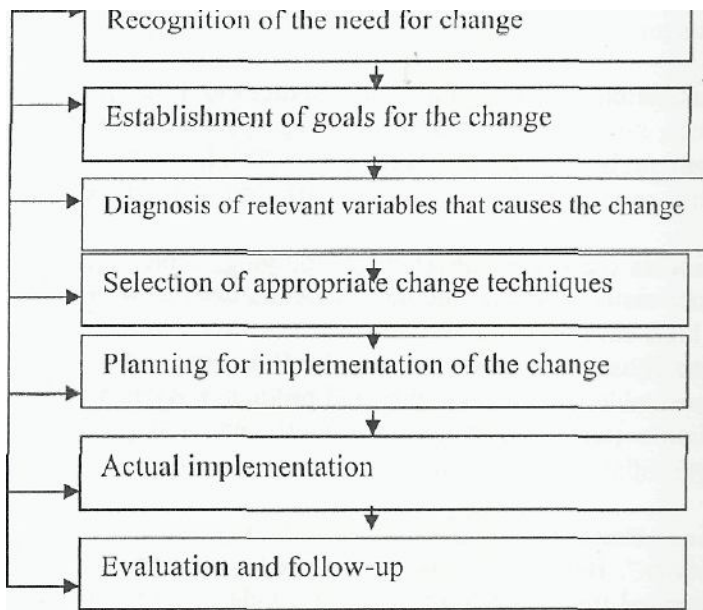 Recognition of the need for change
Establishment of goals for the change
Diagnosis of relevant variables that causes the change
Selection of appropriate change techniques
Planning for implementation of the change
Actual implementation
Evaluation and follow-up